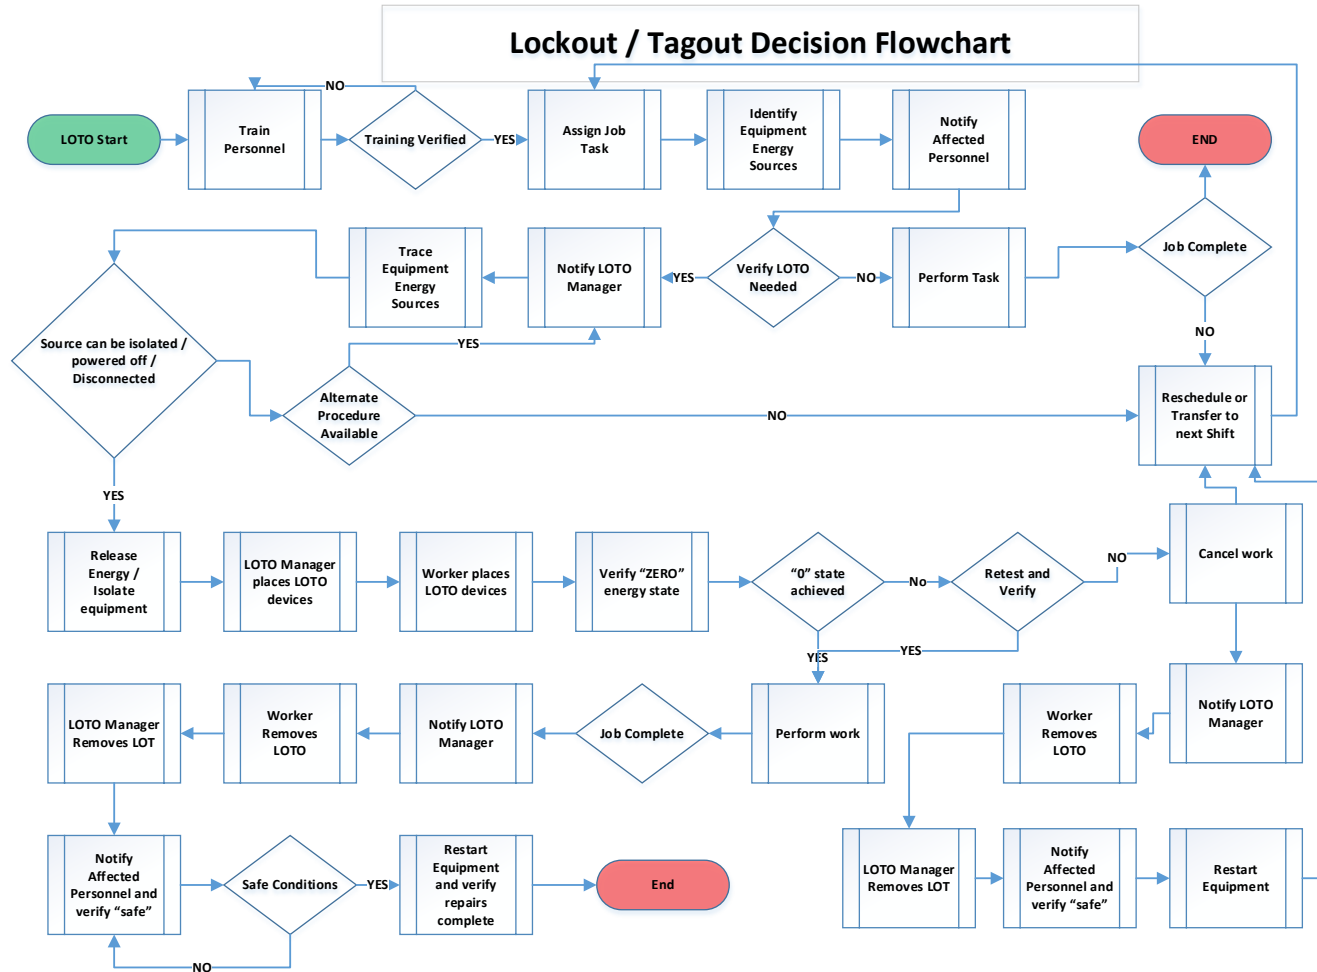 Lockout / Tagout Decision Flowchart
NO
LOTO Start
Train
Personnel
Training Verified
YES
Assign Job
Task
Identify
Equipment
Energy
Sources
Notify
Affected
Personnel
END
Trace
Equipment
Energy
Sources
Notify LOTO
Manager
YES
Verify LOTO
Needed
NO
Perform Task
Job Complete
NO
Source can be isolated /
powered off /
Disconnected
YES
Alternate
Procedure
Available
NO
Reschedule or
Transfer to
next Shift
YES
Release
Energy /
Isolate
equipment
LOTO Manager
places LOTO
devices
Worker places
LOTO devices
Verify “ZERO”
energy state
“0” state
achieved
No
Retest and
Verify
NO
Cancel work
YES
YES
LOTO Manager
Removes LOT
Worker
Removes
LOTO
Notify LOTO
Manager
Job Complete
Perform work
Worker
Removes
LOTO
Notify LOTO
Manager
Notify
Affected
Personnel and
verify “safe”
Safe Conditions
YES
Restart
Equipment
and verify
repairs
complete
End
LOTO Manager
Removes LOT
Notify
Affected
Personnel and
verify “safe”
Restart
Equipment
NO